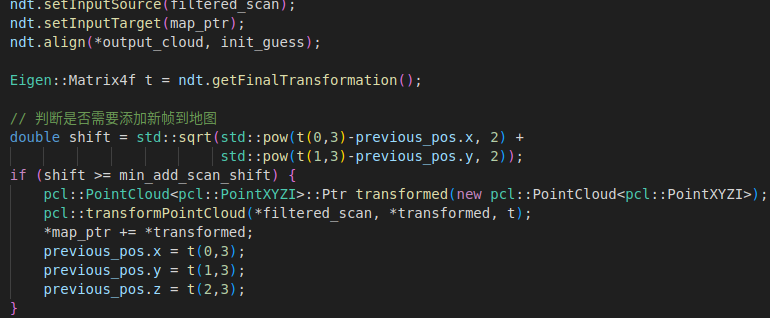 ndt.setInputSource(filtered_scan);
ndt.setInputTarget(map_ptr);
ndt.align(*output_cloud, init_guess);
Eigen::Matrix4f t = ndt.getFinalTransformation();
// 判断是否需要添加新帧到地图
double shift = std::sqrt(std::pow(t(0,3)-previous_pos.x, 2) +
std::pow(t(1,3)-previous_pos.y, 2));
if (shift >= min_add_scan_shift) {
pcl::PointCloud<pcl::PointXYZI>::Ptr transformed(new pcl::PointCloud<pcl::PointXYZI>);
pcl::transformPointCloud(*filtered_scan, *transformed, t);
*map_ptr += *transformed;
previous_pos.x = t(0,3);
previous_pos.y = t(1,3);
previous_pos.z = t(2,3);
}